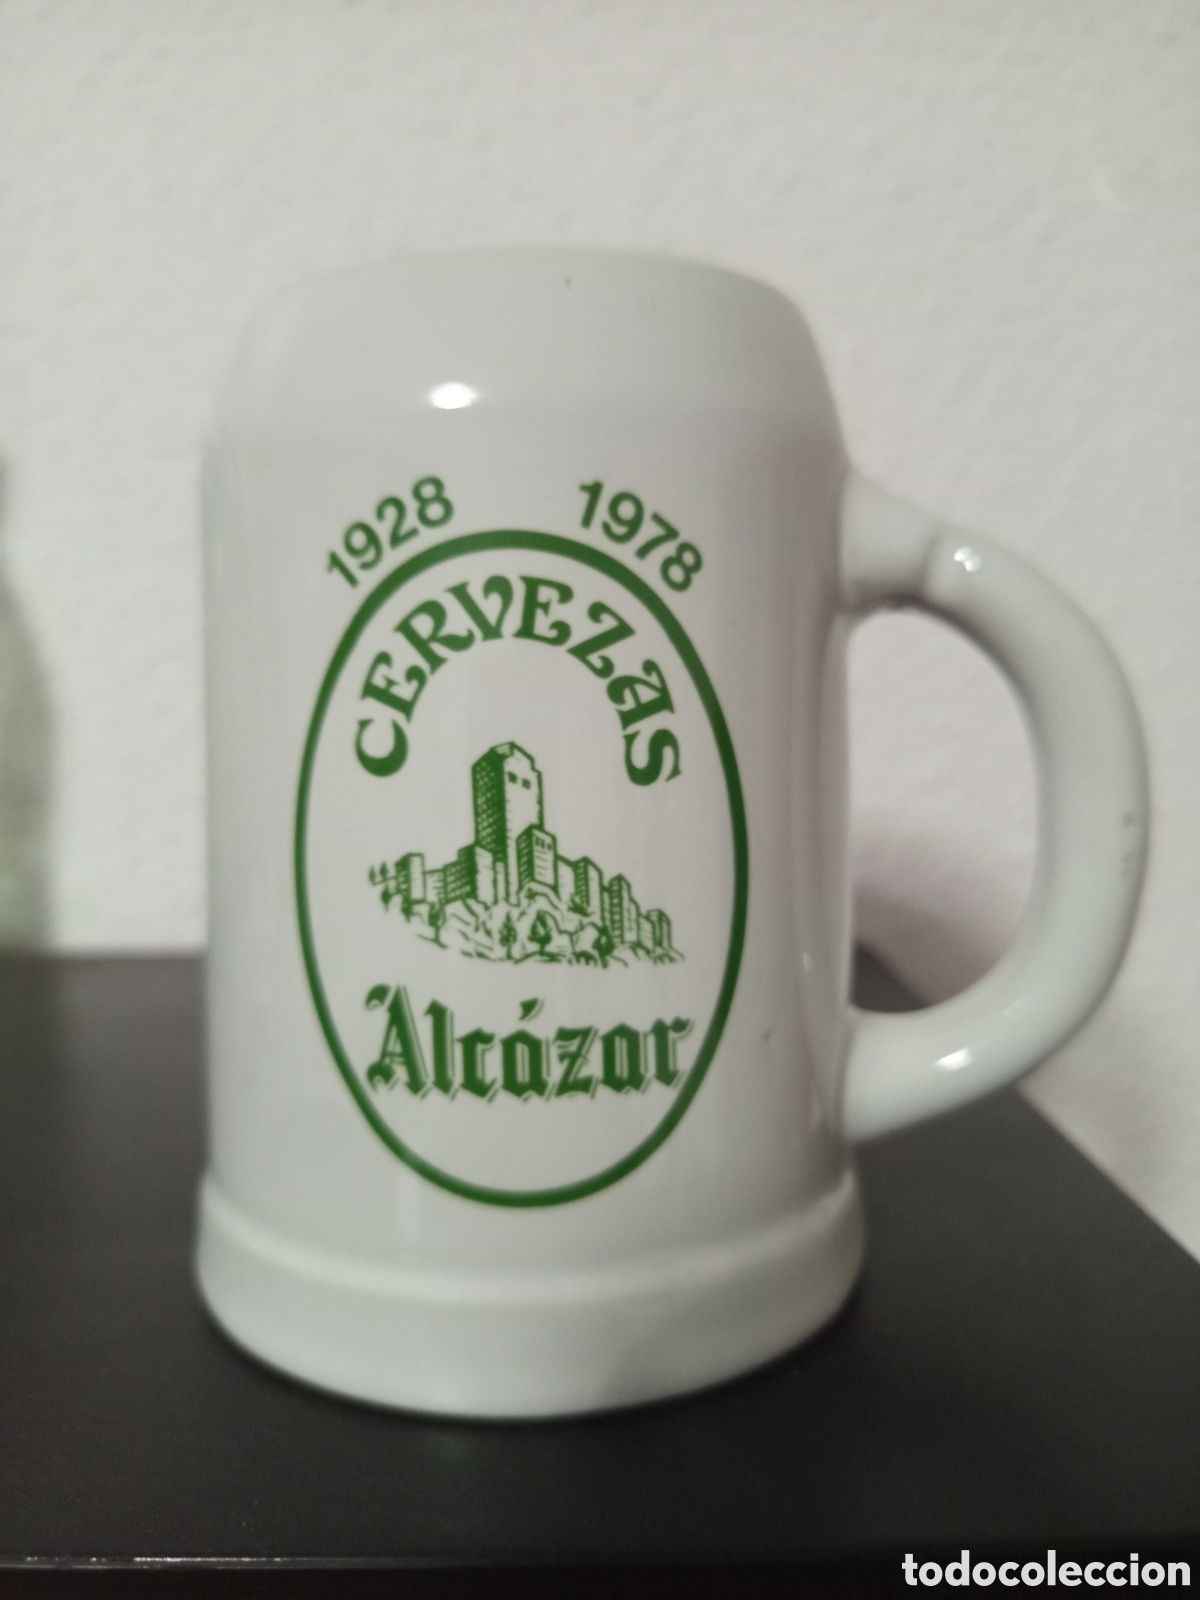 1928 1978
CERVEZAS
Alcázar
todocoleccion